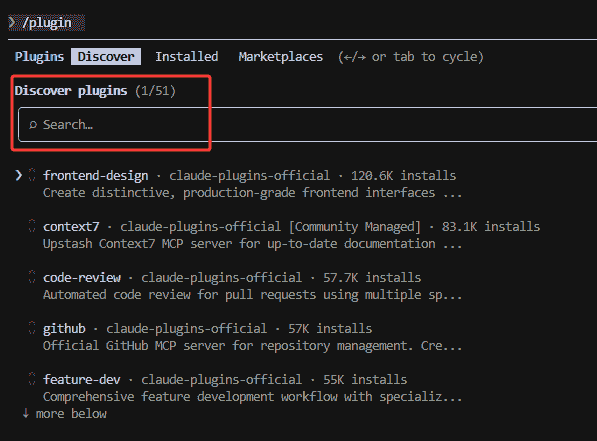 ❯ /plugin
Plugins Discover Installed Marketplaces (←/→ or tab to cycle)
Discover plugins (1/51)
⌕ Search…
❯ frontend-design · claude-plugins-official · 120.6K installs
Create distinctive, production-grade frontend interfaces ...
context7 · claude-plugins-official [Community Managed] · 83.1K installs
Upstash Context7 MCP server for up-to-date documentation ...
code-review · claude-plugins-official · 57.7K installs
Automated code review for pull requests using multiple sp...
github · claude-plugins-official · 57K installs
Official GitHub MCP server for repository management. Cre...
feature-dev · claude-plugins-official · 55K installs
Comprehensive feature development workflow with specializ...
↓ more below